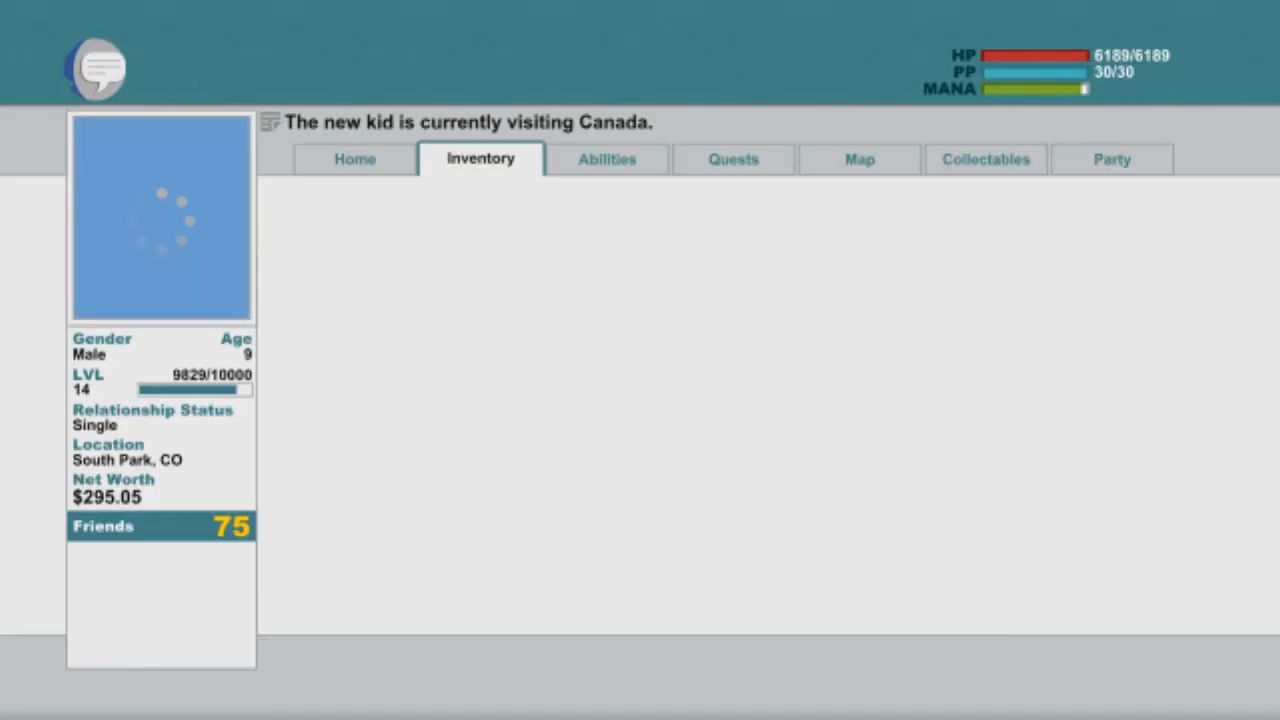 HP 6189/6189
PP 30/30
MANA
The new kid is currently visiting Canada.
Home Inventory Abilities Quests Map Collectables Party
Gender Age
Male 9
LVL 9829/10000
14
Relationship Status
Single
Location
South Park, CO
Net Worth
$295.05
Friends 75